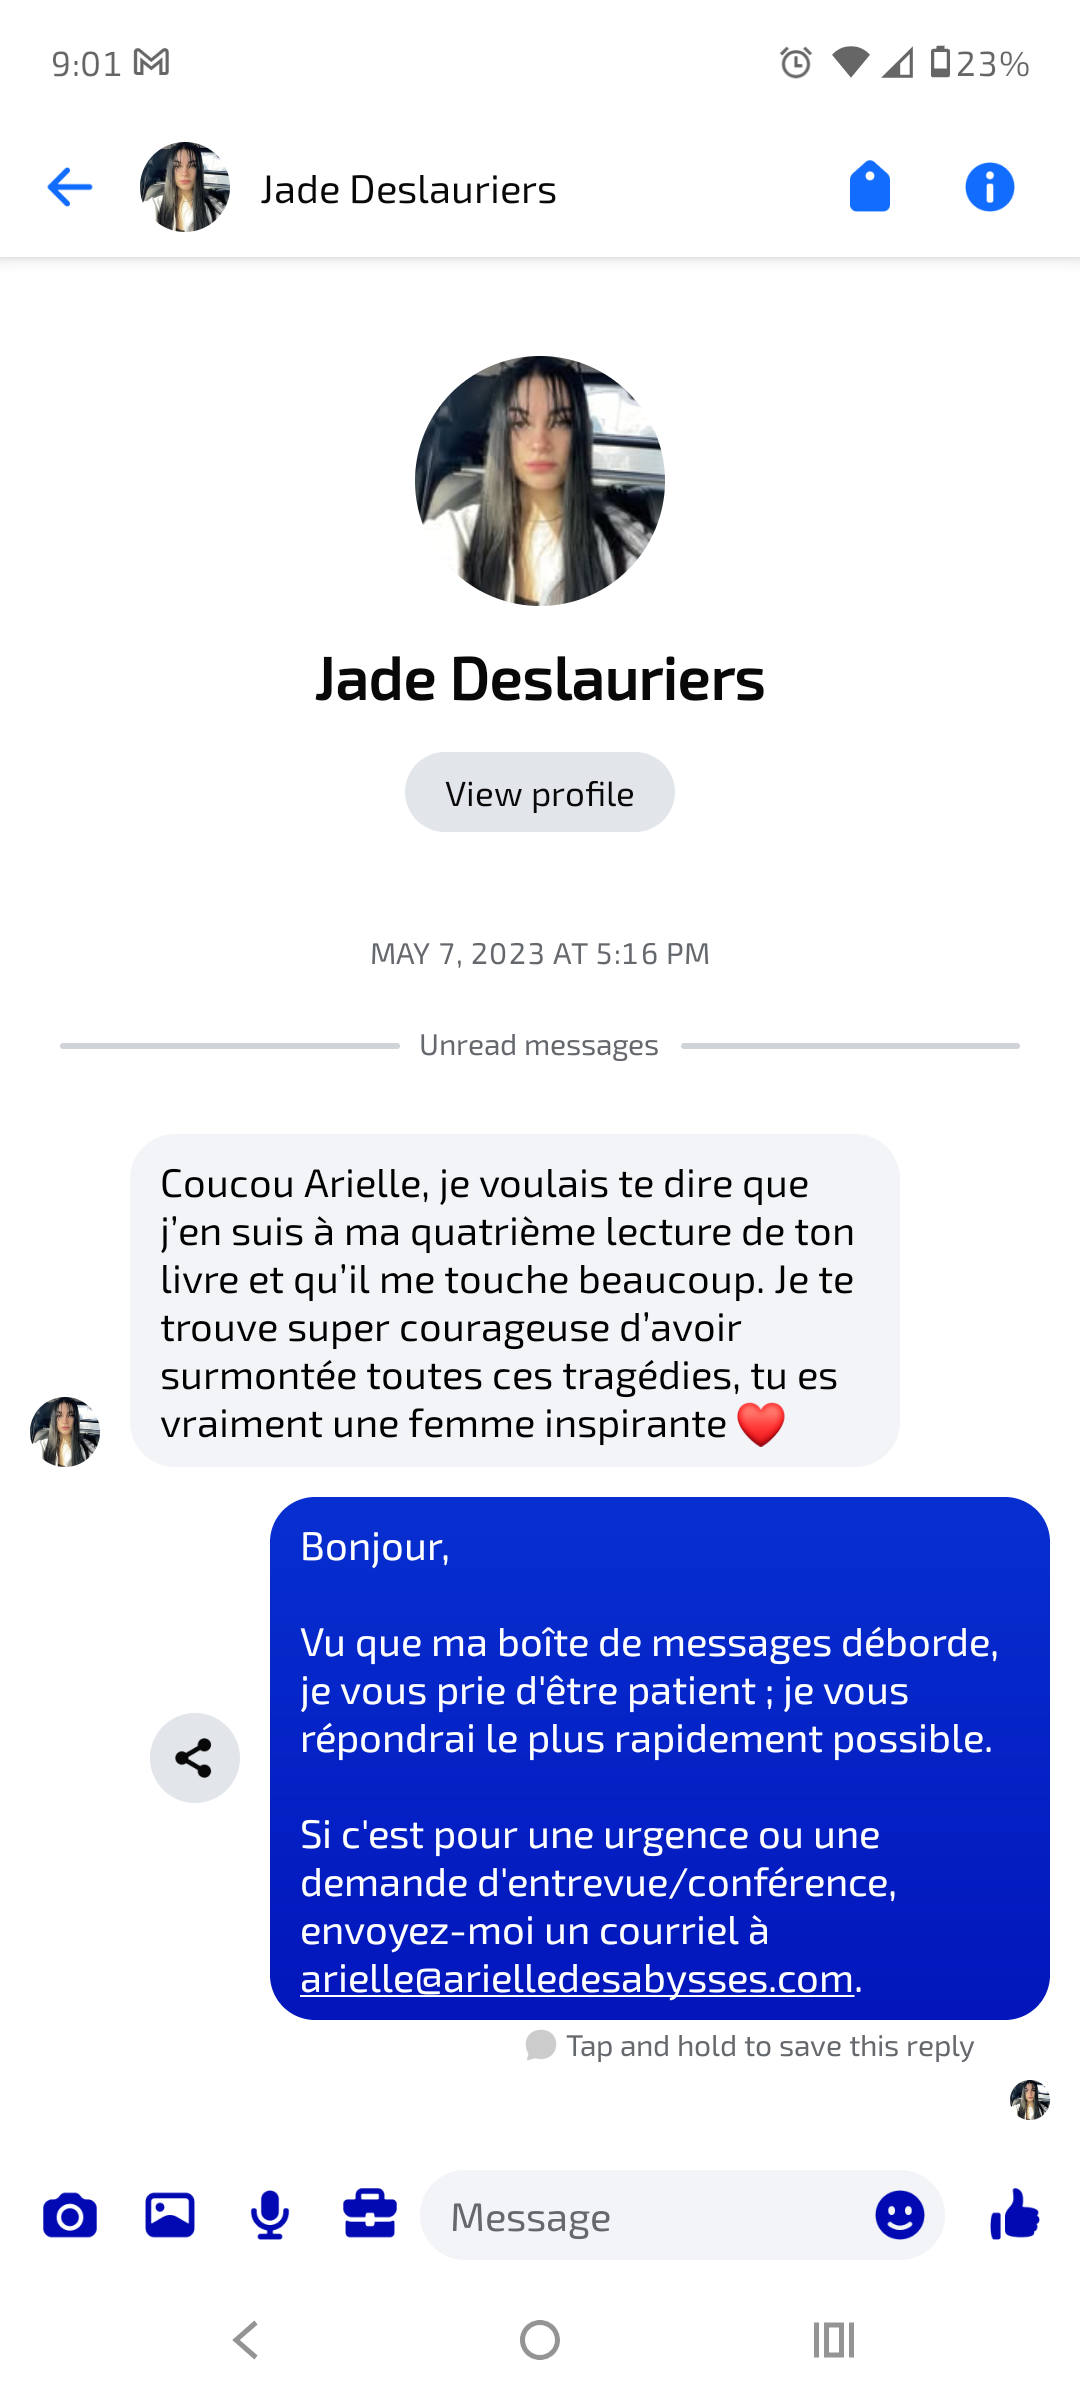 9:01
23%
Jade Deslauriers
Jade Deslauriers
View profile
MAY 7, 2023 AT 5:16 PM
Unread messages
Coucou Arielle, je voulais te dire que
j’en suis à ma quatrième lecture de ton
livre et qu’il me touche beaucoup. Je te
trouve super courageuse d’avoir
surmontée toutes ces tragédies, tu es
vraiment une femme inspirante ❤️
Bonjour,
Vu que ma boîte de messages déborde,
je vous prie d'être patient ; je vous
répondrai le plus rapidement possible.
Si c'est pour une urgence ou une
demande d'entrevue/conférence,
envoyez-moi un courriel à
arielle@arielledesabysses.com.
Tap and hold to save this reply
Message